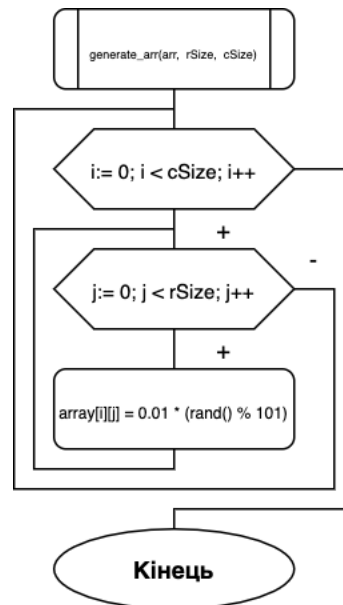 generate_arr(arr, rSize, cSize)
i:= 0; i < cSize; i++
+
-
j:= 0; j < rSize; j++
+
array[i][j] = 0.01 * (rand() % 101)
Кінець